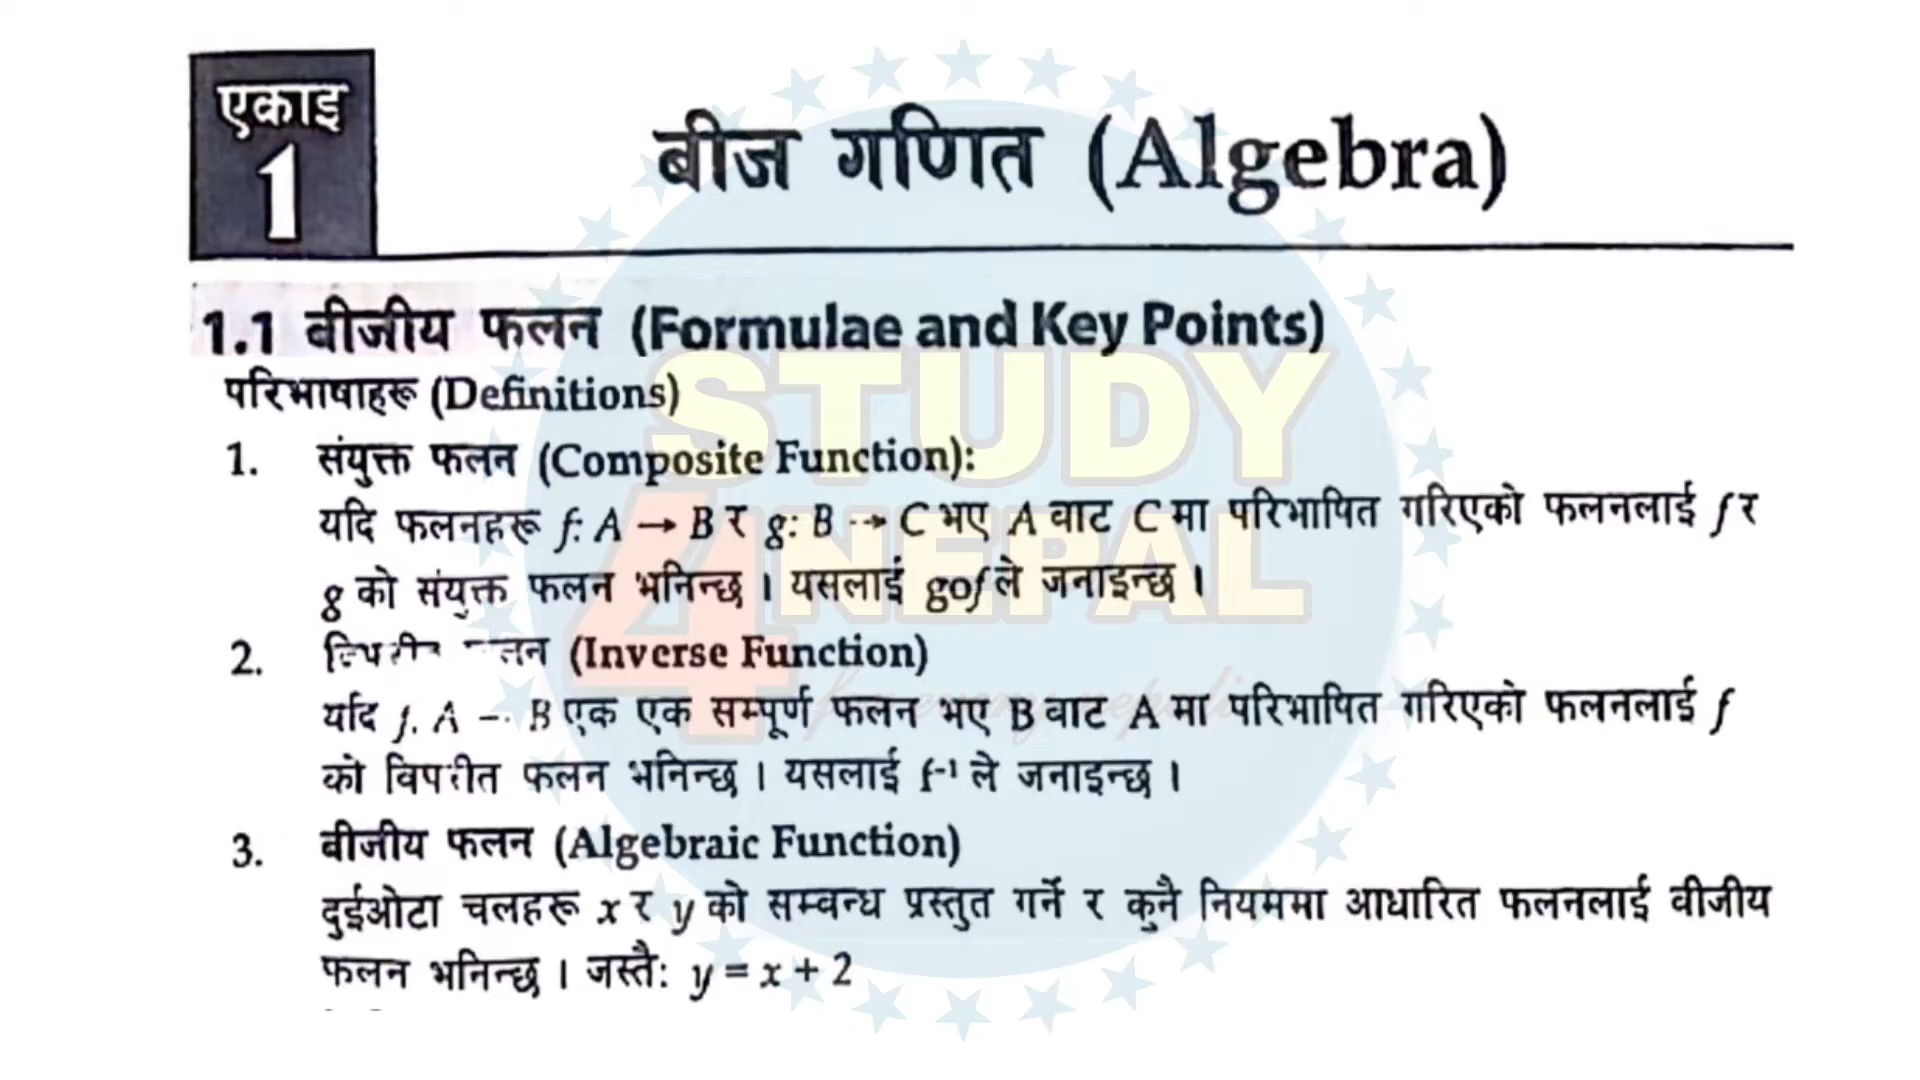 एकाइ
1
बीज गणित (Algebra)
1.1 बीजीय फलन (Formulae and Key Points)
परिभाषाहरू (Definitions)
1. संयुक्त फलन (Composite Function):
यदि फलनहरू f: A → B र g: B → C भए A बाट C मा परिभाषित गरिएको फलनलाई f र
g को संयुक्त फलन भनिन्छ । यसलाई gof ले जनाइन्छ ।
2. (Inverse Function)
यदि f. A → B एक एक सम्पूर्ण फलन भए B बाट A मा परिभाषित गरिएको फलनलाई f
को विपरीत फलन भनिन्छ । यसलाई f⁻¹ ले जनाइन्छ ।
3. बीजीय फलन (Algebraic Function)
दुईओटा चलहरू x र y को सम्बन्ध प्रस्तुत गर्ने र कुनै नियममा आधारित फलनलाई बीजीय
फलन भनिन्छ । जस्तै: y = x + 2
STUDY
4 NEPAL